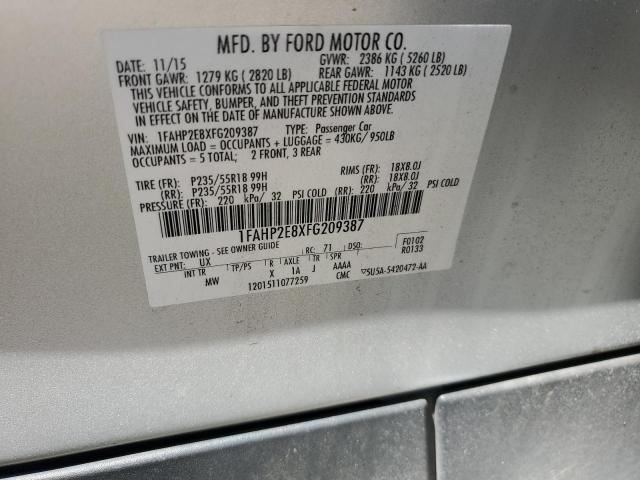 MFD. BY FORD MOTOR CO.
DATE: 11/15 GVWR: 2386 KG ( 5260 LB)
FRONT GAWR: 1279 KG ( 2820 LB) REAR GAWR: 1143 KG ( 2520 LB)
THIS VEHICLE CONFORMS TO ALL APPLICABLE FEDERAL MOTOR
VEHICLE SAFETY, BUMPER, AND THEFT PREVENTION STANDARDS
IN EFFECT ON THE DATE OF MANUFACTURE SHOWN ABOVE.
VIN: 1FAHP2E8XFG209387 TYPE: Passenger Car
MAXIMUM LOAD = OCCUPANTS + LUGGAGE = 430KG/ 950LB
OCCUPANTS = 5 TOTAL; 2 FRONT, 3 REAR
TIRE (FR): P235/55R18 99H RIMS (FR): 18X8.0J
(RR): P235/55R18 99H (RR): 18X8.0J
PRESSURE (FR): 220 kPa/ 32 PSI COLD (RR): 220 kPa/ 32 PSI COLD
1FAHP2E8XFG209387
TRAILER TOWING - SEE OWNER GUIDE RC: 71 DSO: F0102
EXT PNT: UX R0133
INT TR TP/PS R AXLE TR SPR
MW X 1A J AAAA
1201511077259 CMC ▽5U5A-5420472-AA